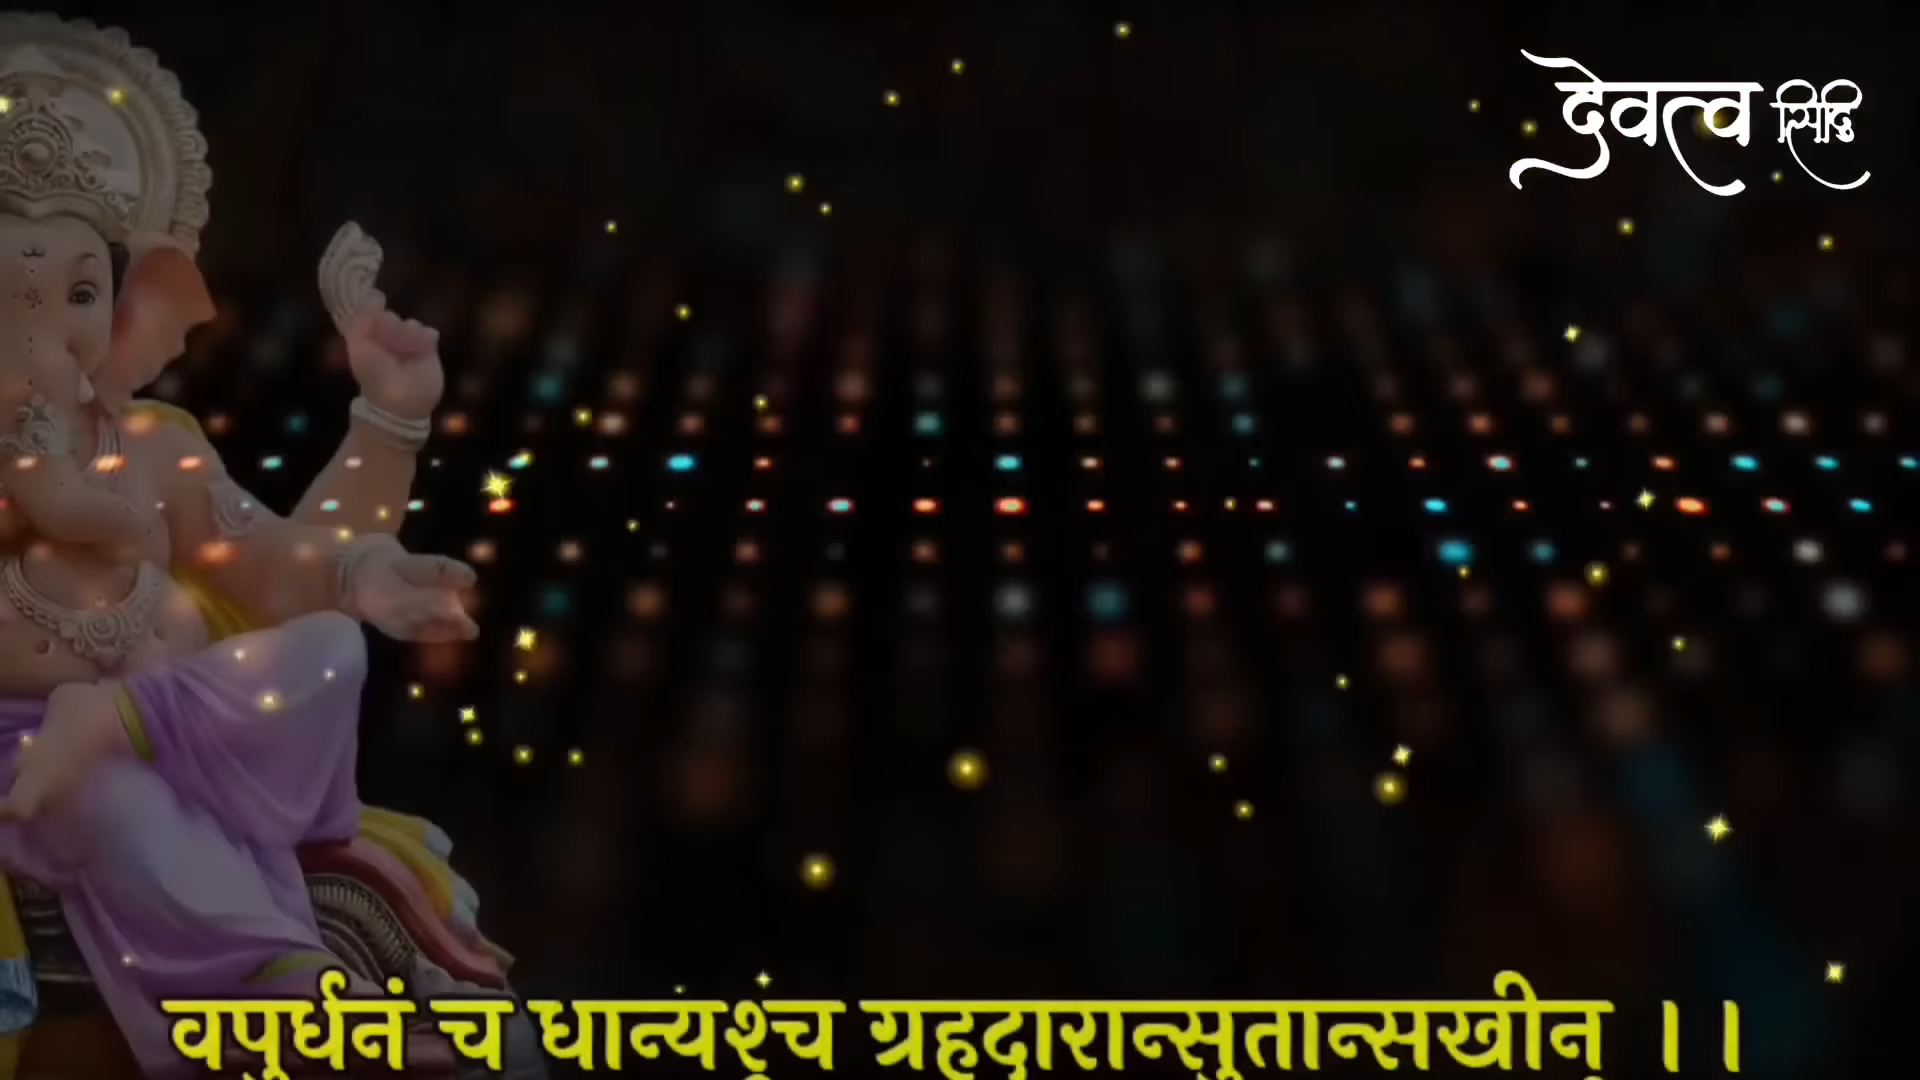 देवत्व सिद्धि
वपुर्धनं च धान्यश्च ग्रहदारान्सुतान्सखीन् ।।